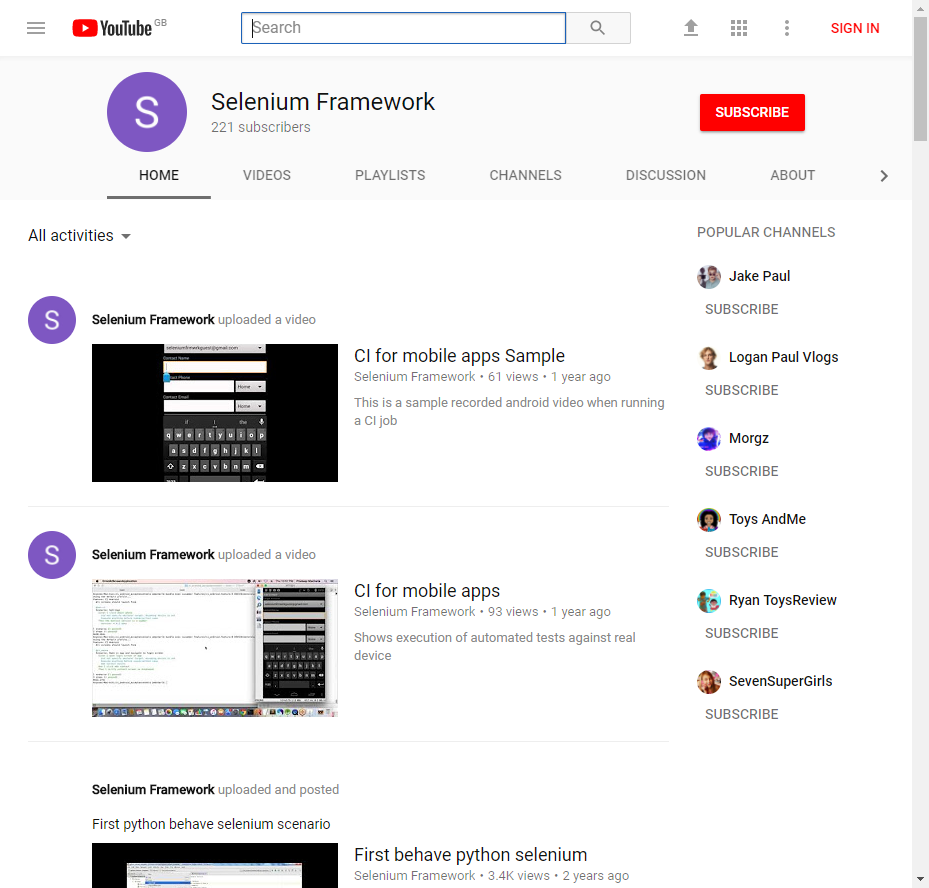 YouTube GB
Search
SIGN IN
S
Selenium Framework
221 subscribers
SUBSCRIBE
HOME VIDEOS PLAYLISTS CHANNELS DISCUSSION ABOUT
All activities
S
Selenium Framework uploaded a video
Contact Name
Contact Phone
Home
Contact Email
Home
q w e r t y u i o p
a s d f g h j k l
z x c v b n m
CI for mobile apps Sample
Selenium Framework • 61 views • 1 year ago
This is a sample recorded android video when running
a CI job
S
Selenium Framework uploaded a video
CI for mobile apps
Selenium Framework • 93 views • 1 year ago
Shows execution of automated tests against real
device
Selenium Framework uploaded and posted
First python behave selenium scenario
First behave python selenium
Selenium Framework • 3.4K views • 2 years ago
POPULAR CHANNELS
Jake Paul
SUBSCRIBE
Logan Paul Vlogs
SUBSCRIBE
Morgz
SUBSCRIBE
Toys AndMe
SUBSCRIBE
Ryan ToysReview
SUBSCRIBE
SevenSuperGirls
SUBSCRIBE